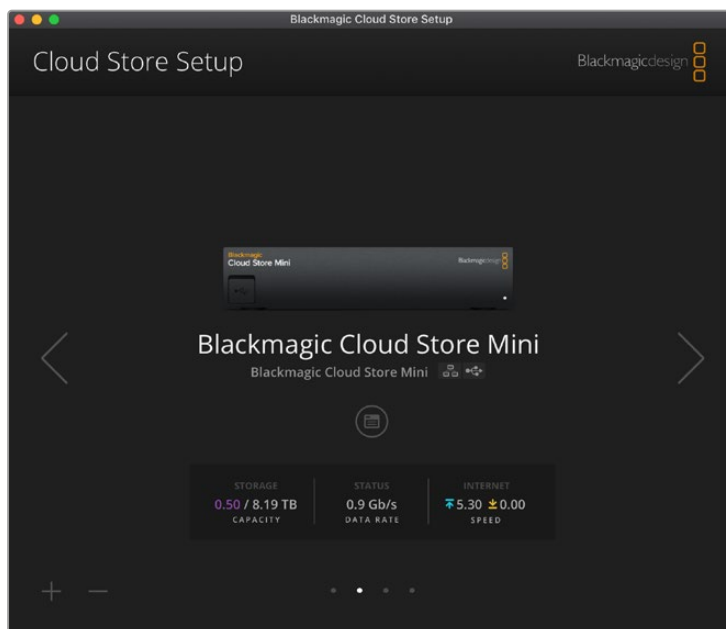 Blackmagic Cloud Store Setup
Cloud Store Setup
Blackmagicdesign
Blackmagic
Cloud Store Mini
Blackmagicdesign
Blackmagic Cloud Store Mini
Blackmagic Cloud Store Mini
STORAGE STATUS INTERNET
0.50 / 8.19 TB 0.9 Gb/s 5.30 0.00
CAPACITY DATA RATE SPEED